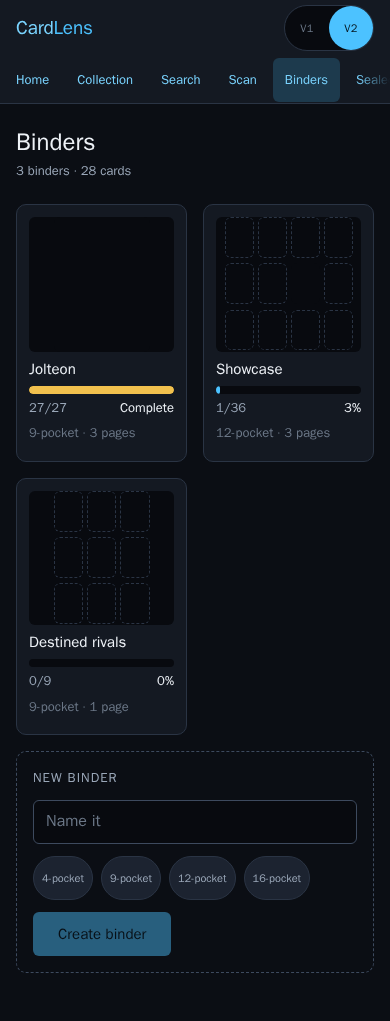 CardLens
V1
V2
Home
Collection
Search
Scan
Binders
Seale
Binders
3 binders · 28 cards
Jolteon
27/27
Complete
9-pocket · 3 pages
Showcase
1/36
3%
12-pocket · 3 pages
Destined rivals
0/9
0%
9-pocket · 1 page
NEW BINDER
Name it
4-pocket
9-pocket
12-pocket
16-pocket
Create binder